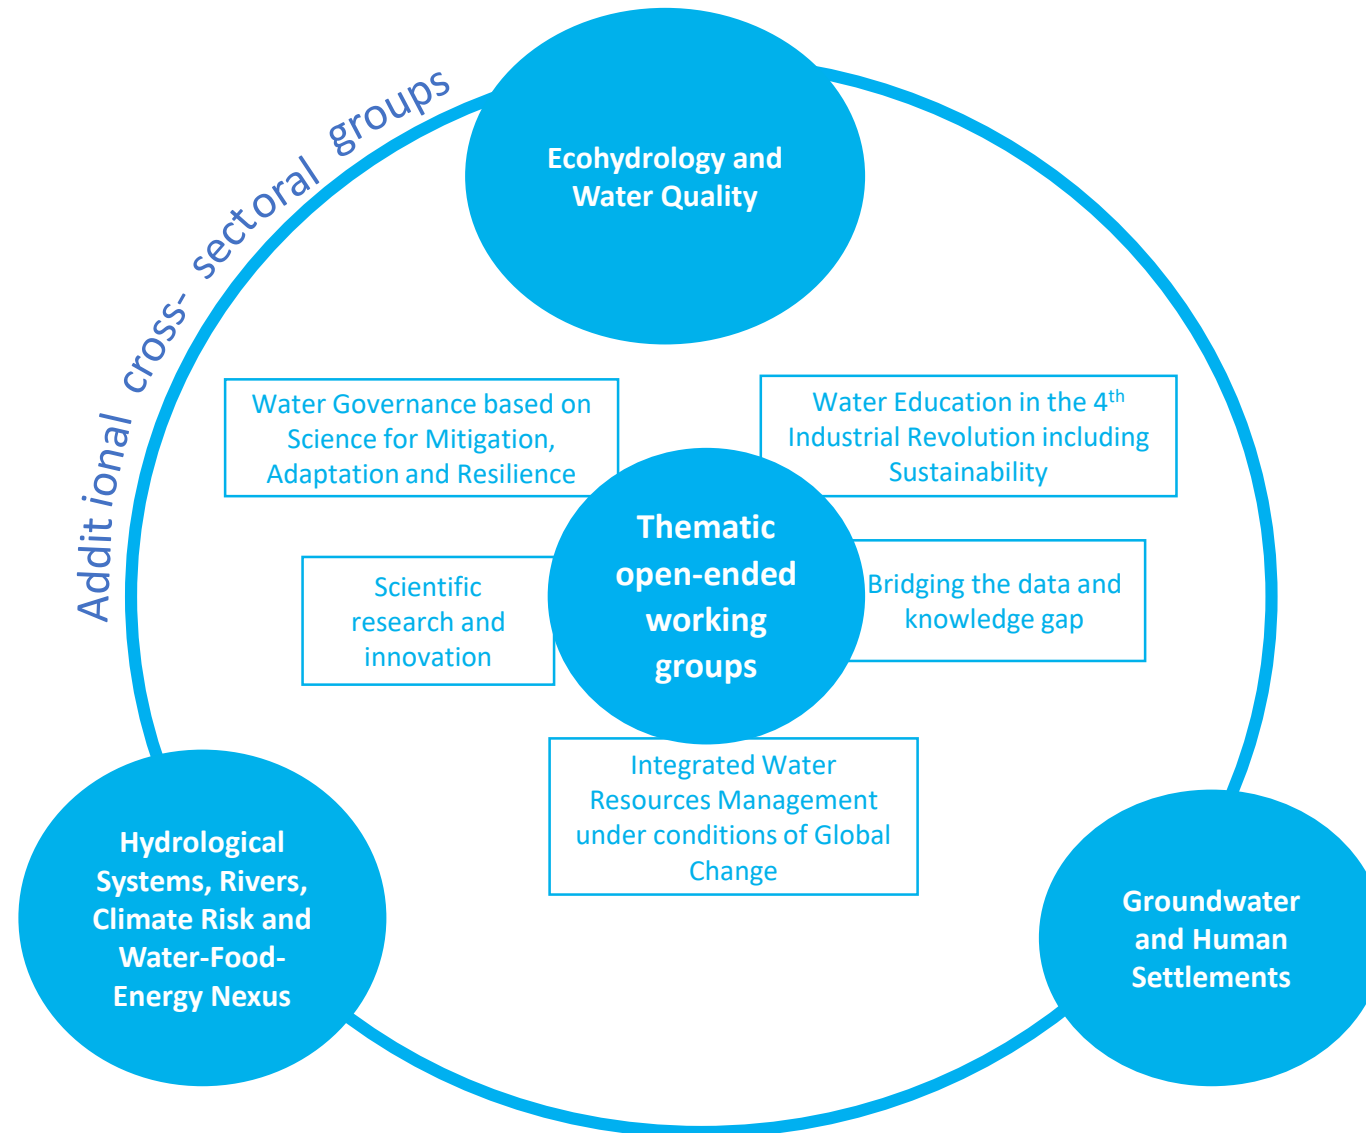 Additional cross- sectoral groups
Ecohydrology and
Water Quality
Water Governance based on
Science for Mitigation,
Adaptation and Resilience
Water Education in the 4th
Industrial Revolution including
Sustainability
Thematic
open-ended
working
groups
Scientific
research and
innovation
Bridging the data and
knowledge gap
Integrated Water
Resources Management
under conditions of Global
Change
Hydrological
Systems, Rivers,
Climate Risk and
Water-Food-
Energy Nexus
Groundwater
and Human
Settlements